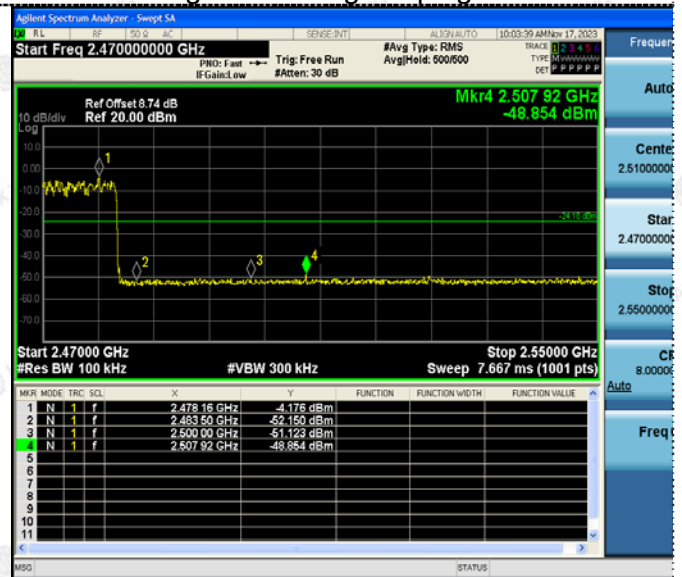 Agilent Spectrum Analyzer - Swept SA
RL RF 50 Ω AC SENSE:INT ALIGN AUTO 10:03:39 AM Nov 17, 2023
Start Freq 2.470000000 GHz
PNO: Fast
IFGain:Low
Trig: Free Run
#Atten: 30 dB
#Avg Type: RMS
Avg|Hold: 500/500
TRACE 1 2 3 4 5 6
TYPE M
DET P P P P P P
Ref Offset 8.74 dB
10 dB/div Ref 20.00 dBm
Log
Mkr4 2.507 92 GHz
-48.854 dBm
10.0
0.00
-10.0
-20.0
-30.0
-40.0
-50.0
-60.0
-70.0
1
2
3
4
-24.18 dBm
Start 2.47000 GHz Stop 2.55000 GHz
#Res BW 100 kHz #VBW 300 kHz Sweep 7.667 ms (1001 pts)
MKR MODE TRC SCL X Y FUNCTION FUNCTION WIDTH FUNCTION VALUE
1 N 1 f 2.478 16 GHz -4.176 dBm
2 N 1 f 2.483 50 GHz -52.150 dBm
3 N 1 f 2.500 00 GHz -51.123 dBm
4 N 1 f 2.507 92 GHz -48.854 dBm
5
6
7
8
9
10
11
MSG STATUS
Frequen
Auto
Cente
2.51000000
Star
2.47000000
Stop
2.55000000
CF
8.00000
Auto
Freq